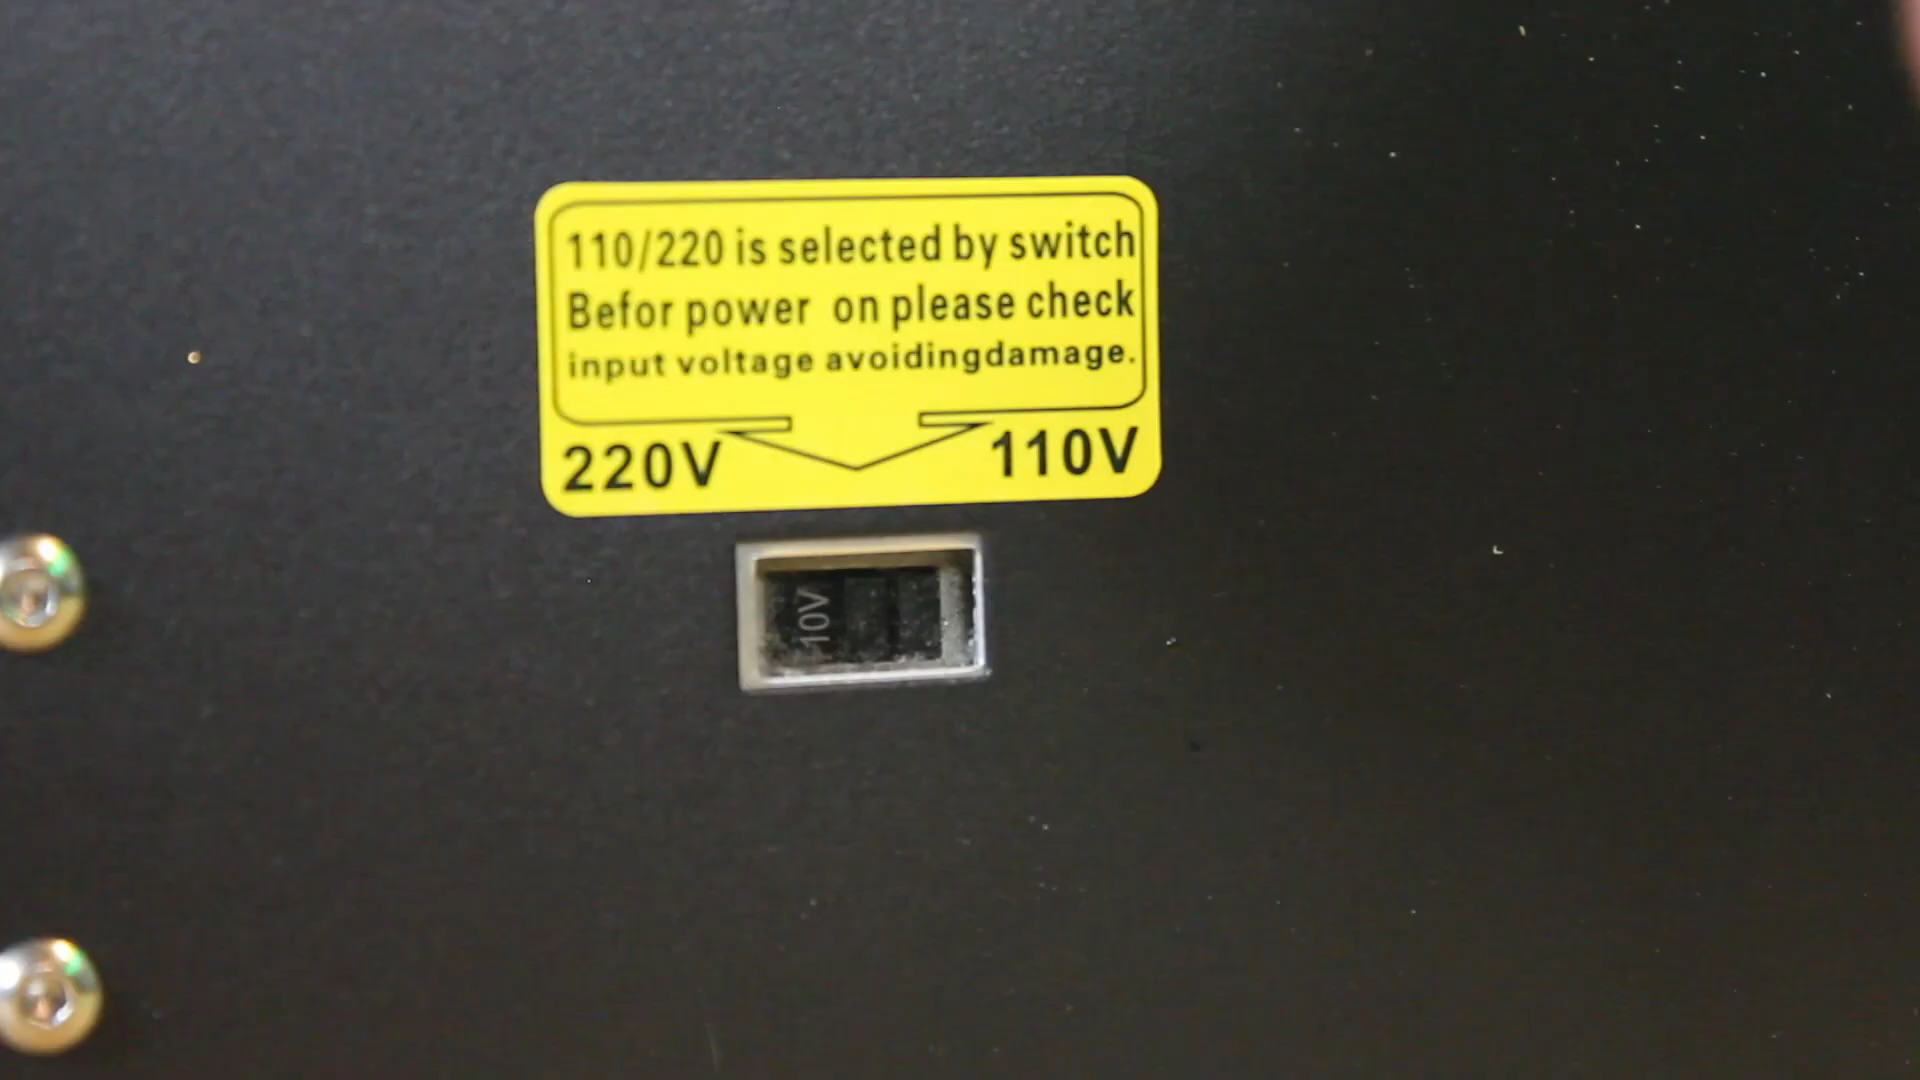 110/220 is selected by switch
Befor power on please check
input voltage avoidingdamage.
220V 110V
10V